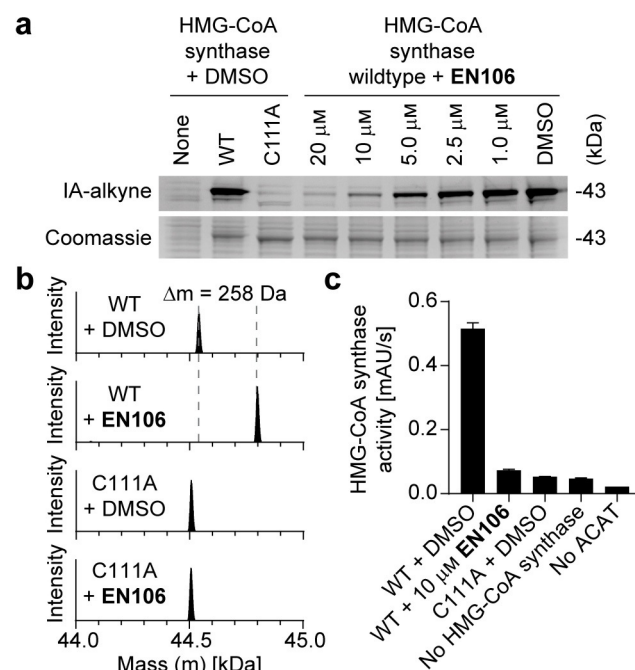 a
HMG-CoA
synthase
+ DMSO
HMG-CoA
synthase
wildtype + EN106
None
WT
C111A
20 µM
10 µM
5.0 µM
2.5 µM
1.0 µM
DMSO
(kDa)
IA-alkyne
-43
Coomassie
-43
b
Δm = 258 Da
Intensity
WT
+ DMSO
Intensity
WT
+ EN106
Intensity
C111A
+ DMSO
Intensity
C111A
+ EN106
44.0
44.5
45.0
Mass (m) [kDa]
c
HMG-CoA synthase
activity [mAU/s]
0.6
0.4
0.2
0.0
WT + DMSO
WT + 10 µM EN106
C111A + DMSO
No HMG-CoA synthase
No ACAT